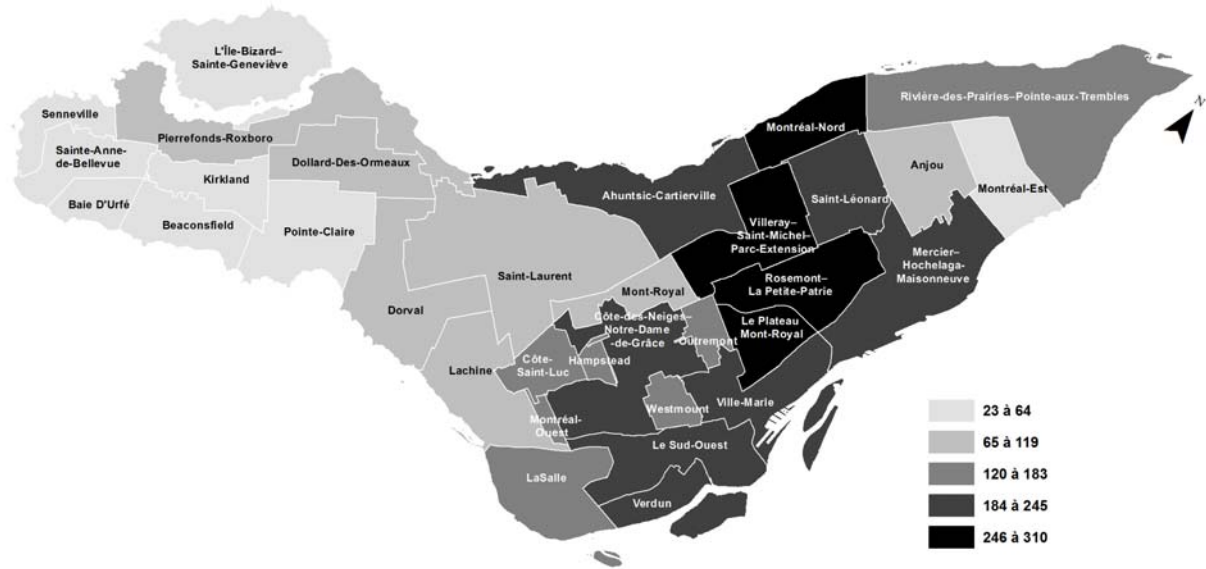 L'Île-Bizard–
Sainte-Geneviève
Senneville
Pierrefonds-Roxboro
Sainte-Anne-
de-Bellevue
Kirkland
Dollard-Des-Ormeaux
Baie D'Urfé
Beaconsfield
Pointe-Claire
Dorval
Saint-Laurent
Lachine
Mont-Royal
Ahuntsic-Cartierville
Montréal-Nord
Rivière-des-Prairies–Pointe-aux-Trembles
N
Saint-Léonard
Anjou
Montréal-Est
Villeray–
Saint-Michel–
Parc-Extension
Mercier–
Hochelaga-
Maisonneuve
Rosemont–
La Petite-Patrie
Le Plateau
Mont-Royal
Côte-des-Neiges–
Notre-Dame
-de-Grâce
Outremont
Côte-
Saint-Luc
Hampstead
Montréal-
Ouest
Westmount
Ville-Marie
Le Sud-Ouest
LaSalle
Verdun
23 à 64
65 à 119
120 à 183
184 à 245
246 à 310